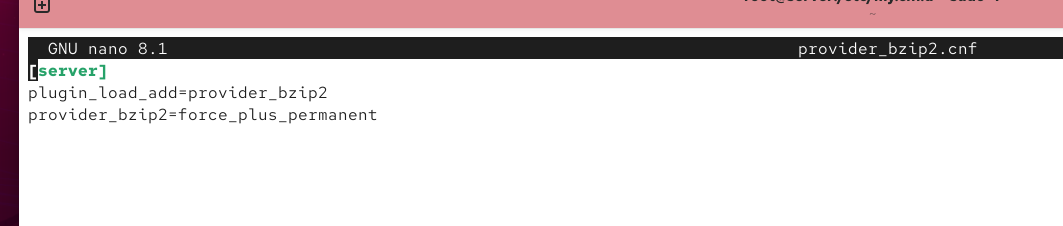 GNU nano 8.1 provider_bzip2.cnf
[server]
plugin_load_add=provider_bzip2
provider_bzip2=force_plus_permanent